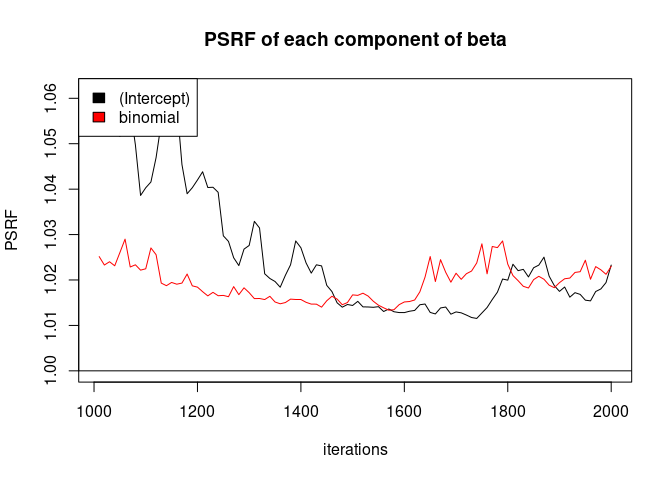 PSRF of each component of beta
(Intercept)
binomial
PSRF
1.06
1.05
1.04
1.03
1.02
1.01
1.00
1000 1200 1400 1600 1800 2000
iterations